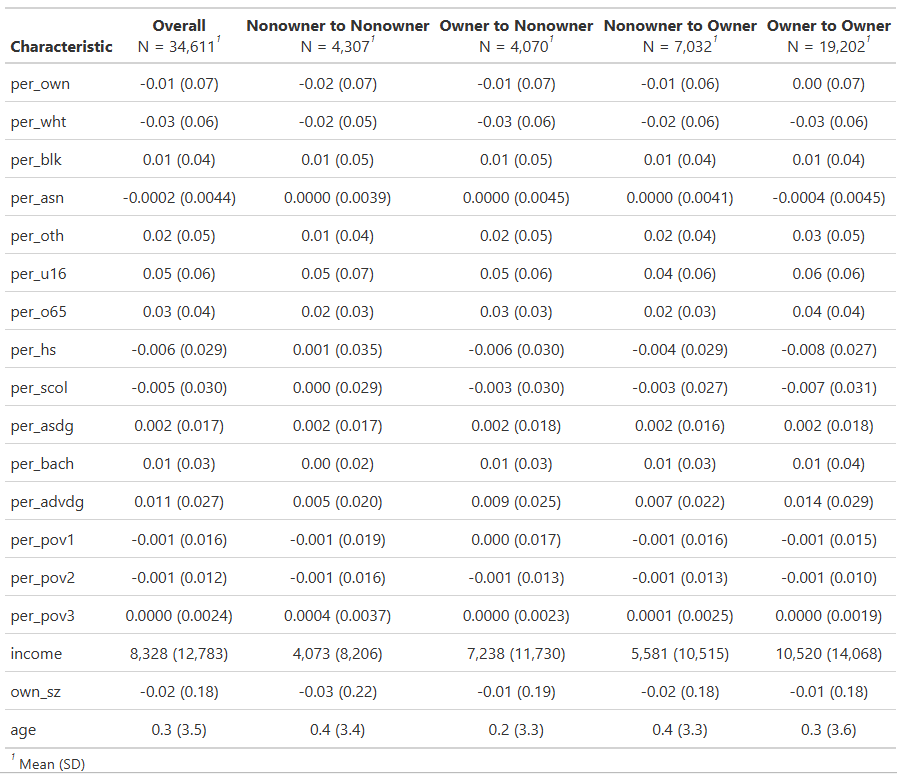 Characteristic Overall N = 34,611¹ Nonowner to Nonowner N = 4,307¹ Owner to Nonowner N = 4,070¹ Nonowner to Owner N = 7,032¹ Owner to Owner N = 19,202¹
per_own -0.01 (0.07) -0.02 (0.07) -0.01 (0.07) -0.01 (0.06) 0.00 (0.07)
per_wht -0.03 (0.06) -0.02 (0.05) -0.03 (0.06) -0.02 (0.06) -0.03 (0.06)
per_blk 0.01 (0.04) 0.01 (0.05) 0.01 (0.05) 0.01 (0.04) 0.01 (0.04)
per_asn -0.0002 (0.0044) 0.0000 (0.0039) 0.0000 (0.0045) 0.0000 (0.0041) -0.0004 (0.0045)
per_oth 0.02 (0.05) 0.01 (0.04) 0.02 (0.05) 0.02 (0.04) 0.03 (0.05)
per_u16 0.05 (0.06) 0.05 (0.07) 0.05 (0.06) 0.04 (0.06) 0.06 (0.06)
per_o65 0.03 (0.04) 0.02 (0.03) 0.03 (0.03) 0.02 (0.03) 0.04 (0.04)
per_hs -0.006 (0.029) 0.001 (0.035) -0.006 (0.030) -0.004 (0.029) -0.008 (0.027)
per_scol -0.005 (0.030) 0.000 (0.029) -0.003 (0.030) -0.003 (0.027) -0.007 (0.031)
per_asdg 0.002 (0.017) 0.002 (0.017) 0.002 (0.018) 0.002 (0.016) 0.002 (0.018)
per_bach 0.01 (0.03) 0.00 (0.02) 0.01 (0.03) 0.01 (0.03) 0.01 (0.04)
per_advdg 0.011 (0.027) 0.005 (0.020) 0.009 (0.025) 0.007 (0.022) 0.014 (0.029)
per_pov1 -0.001 (0.016) -0.001 (0.019) 0.000 (0.017) -0.001 (0.016) -0.001 (0.015)
per_pov2 -0.001 (0.012) -0.001 (0.016) -0.001 (0.013) -0.001 (0.013) -0.001 (0.010)
per_pov3 0.0000 (0.0024) 0.0004 (0.0037) 0.0000 (0.0023) 0.0001 (0.0025) 0.0000 (0.0019)
income 8,328 (12,783) 4,073 (8,206) 7,238 (11,730) 5,581 (10,515) 10,520 (14,068)
own_sz -0.02 (0.18) -0.03 (0.22) -0.01 (0.19) -0.02 (0.18) -0.01 (0.18)
age 0.3 (3.5) 0.4 (3.4) 0.2 (3.3) 0.4 (3.3) 0.3 (3.6)
¹ Mean (SD)